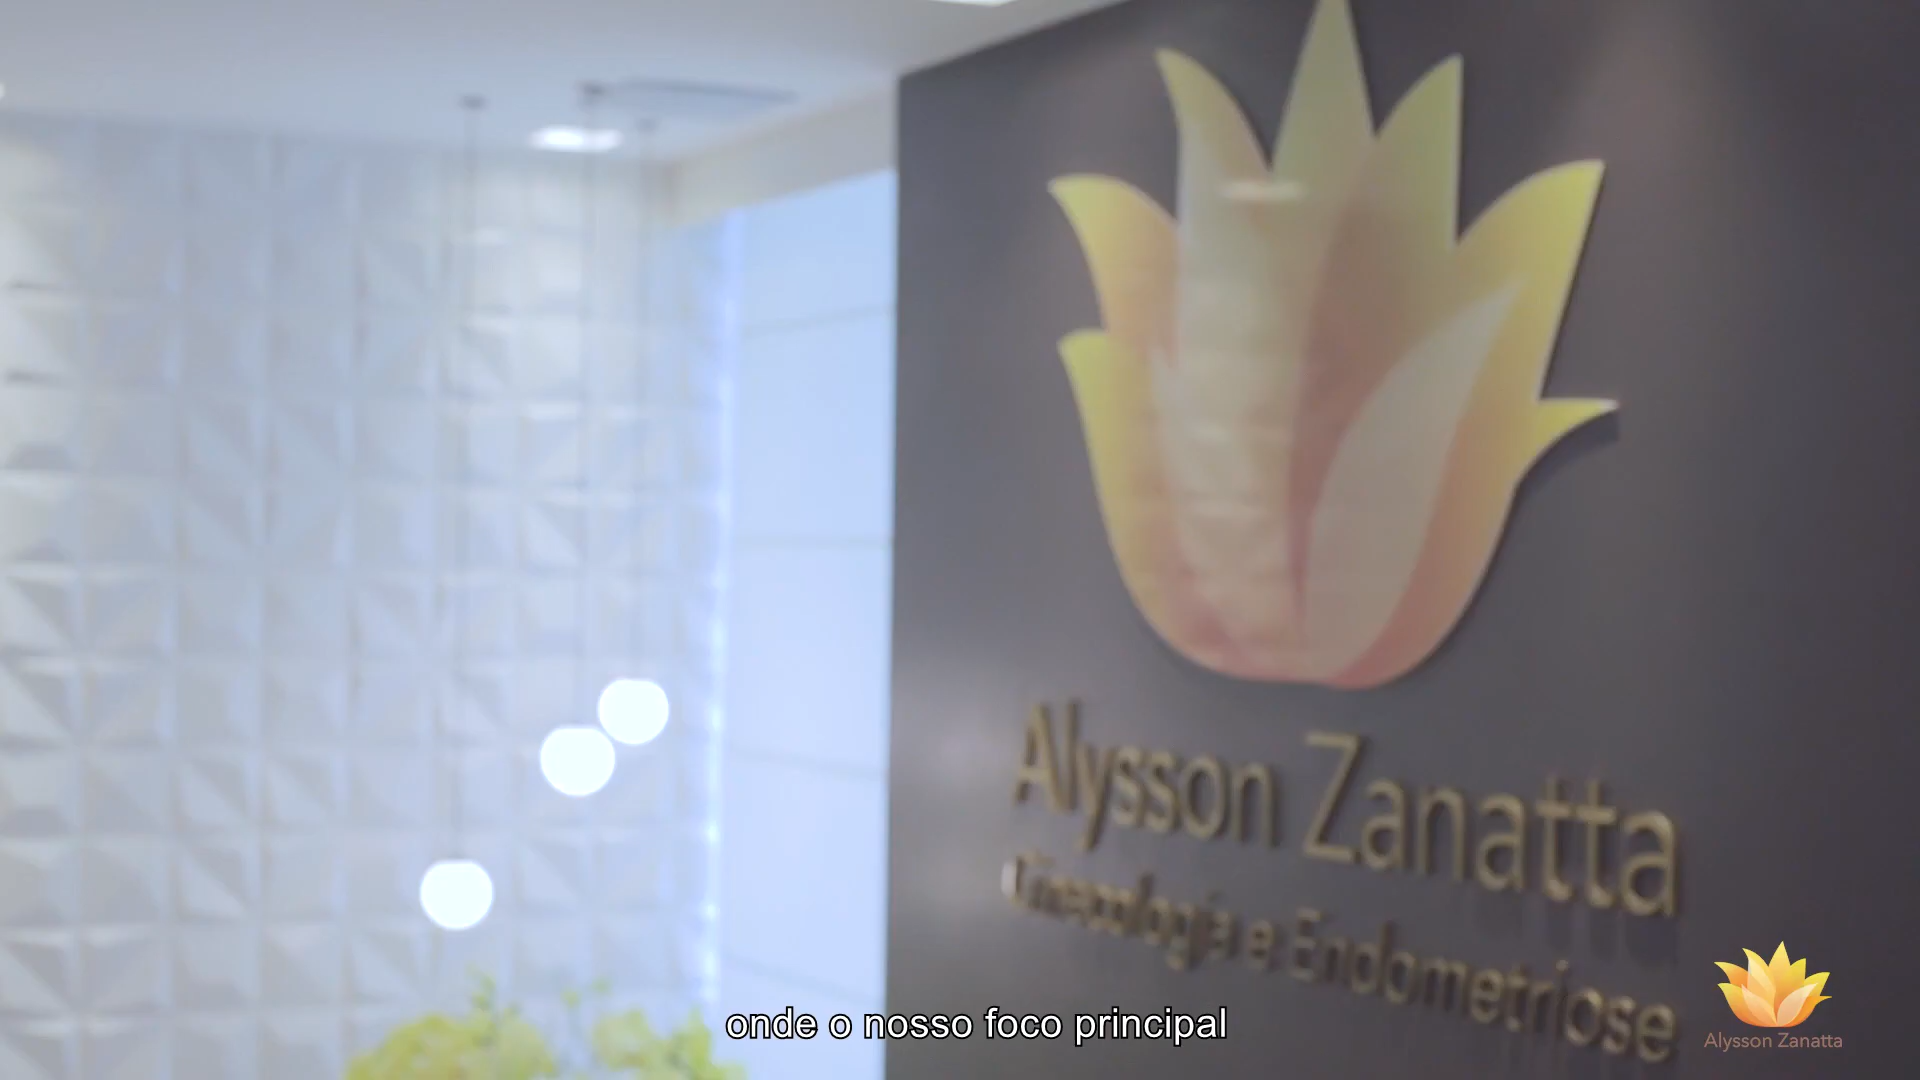 Alysson Zanatta
Ginecologia e Endometriose
onde o nosso foco principal
Alysson Zanatta